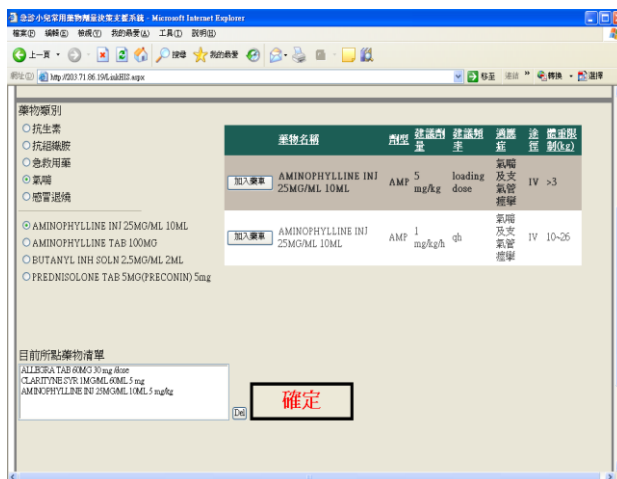 急診小兒常用藥物劑量決策支援系統 - Microsoft Internet Explorer
檔案(F) 編輯(E) 檢視(V) 我的最愛(A) 工具(T) 說明(H)
上一頁 搜尋 我的最愛
網址(D) http://203.71.86.19/LinkHIS.aspx 移至 連結 » 轉換 選擇
藥物類別
抗生素
抗組織胺
急救用藥
氣喘
感冒退燒
AMINOPHYLLINE INJ 25MG/ML 10ML
AMINOPHYLLINE TAB 100MG
BUTANYL INH SOLN 2.5MG/ML 2ML
PREDNISOLONE TAB 5MG(PRECONIN) 5mg
藥物名稱 劑型 建議劑量 建議頻率 適應症 途徑 體重限制(kg)
加入藥車 AMINOPHYLLINE INJ 25MG/ML 10ML AMP 5 mg/kg loading dose 氣喘及支氣管痙攣 IV >3
加入藥車 AMINOPHYLLINE INJ 25MG/ML 10ML AMP 1 mg/kg/h qh 氣喘及支氣管痙攣 IV 10~26
目前所點藥物清單
ALLEGRA TAB 60MG 30 mg /dose
CLARITYNE SYR 1MG/ML 60ML 5 mg
AMINOPHYLLINE INJ 25MG/ML 10ML 5 mg/kg
Del
確定